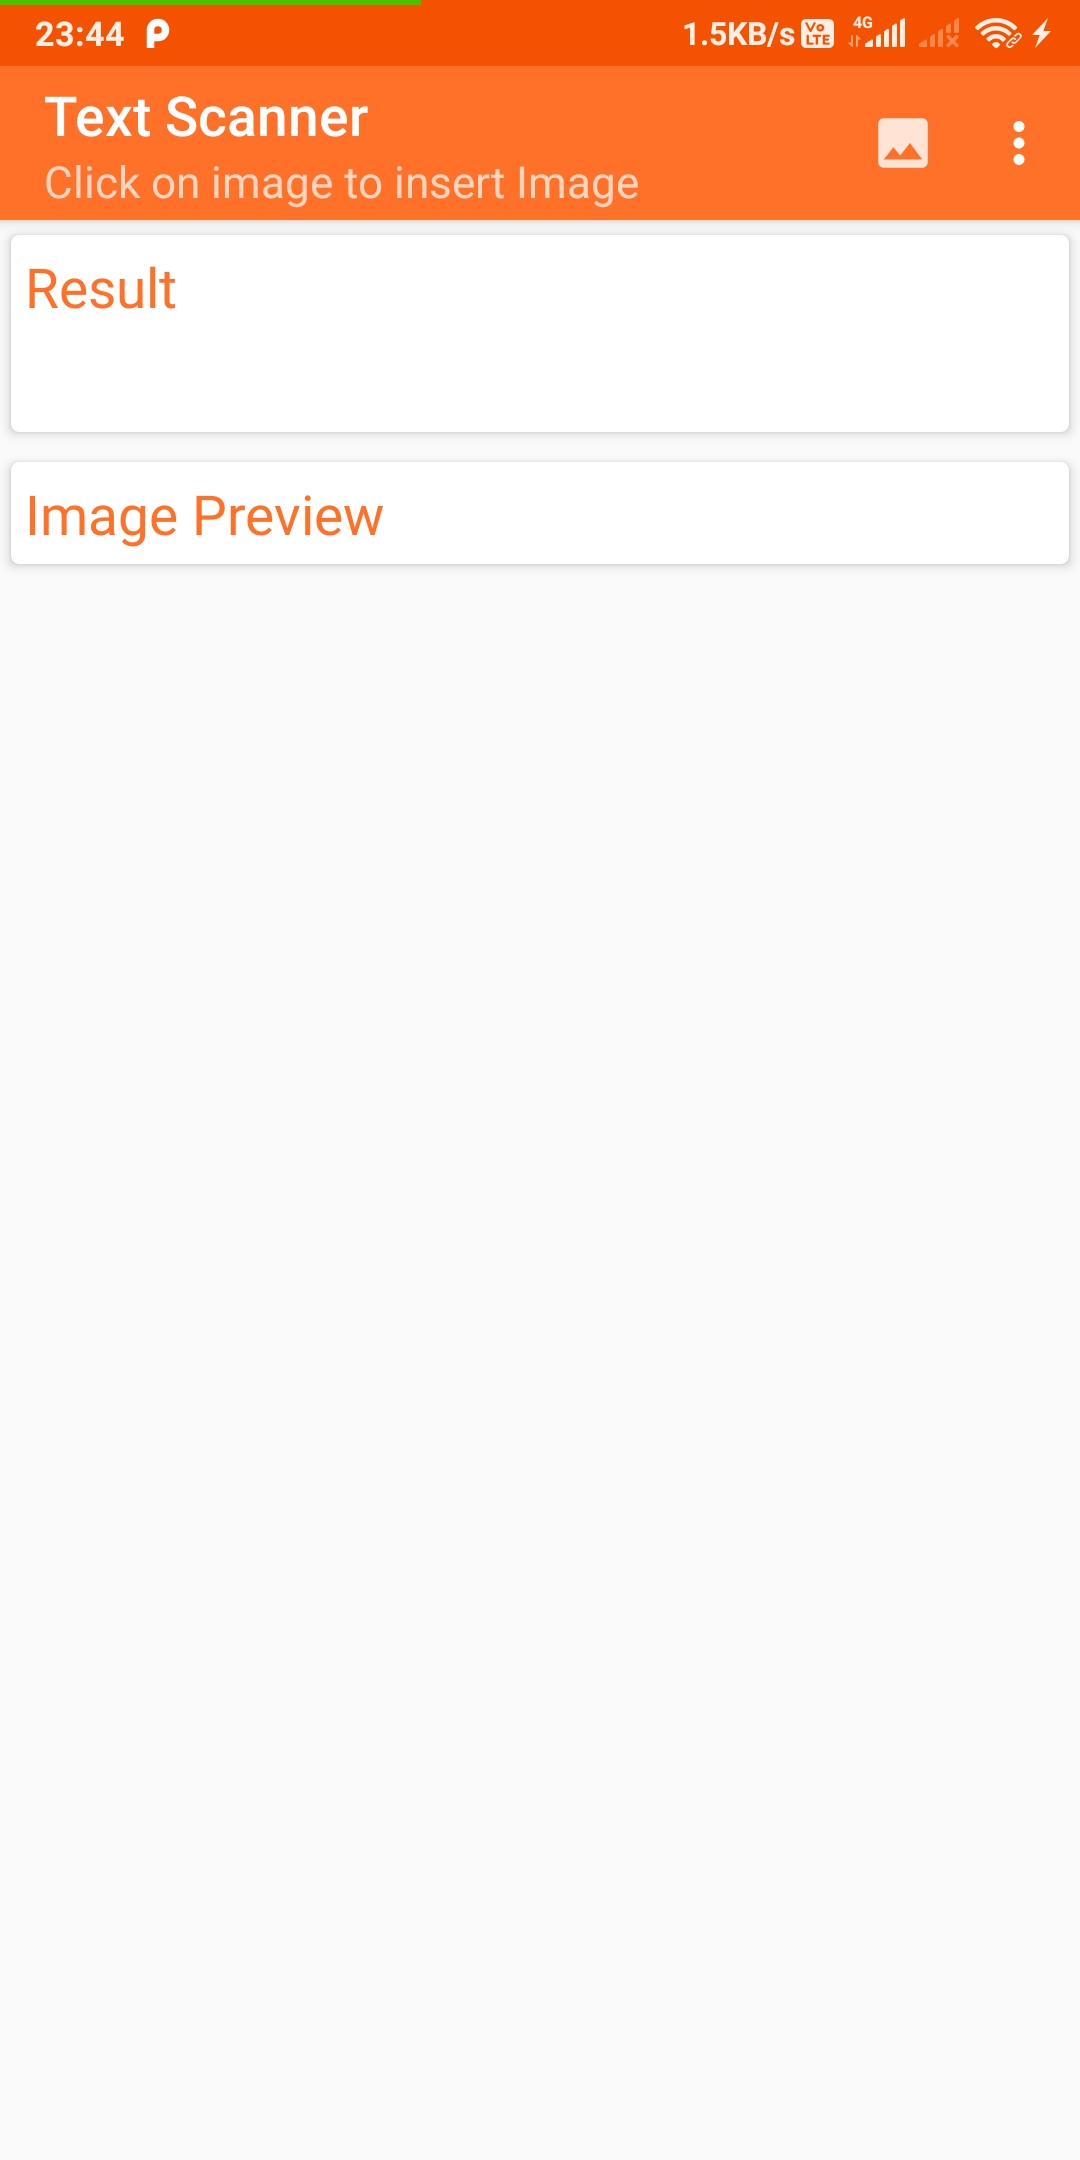 23:44 P 1.5KB/s Vo LTE 4G
Text Scanner
Click on image to insert Image
Result
Image Preview